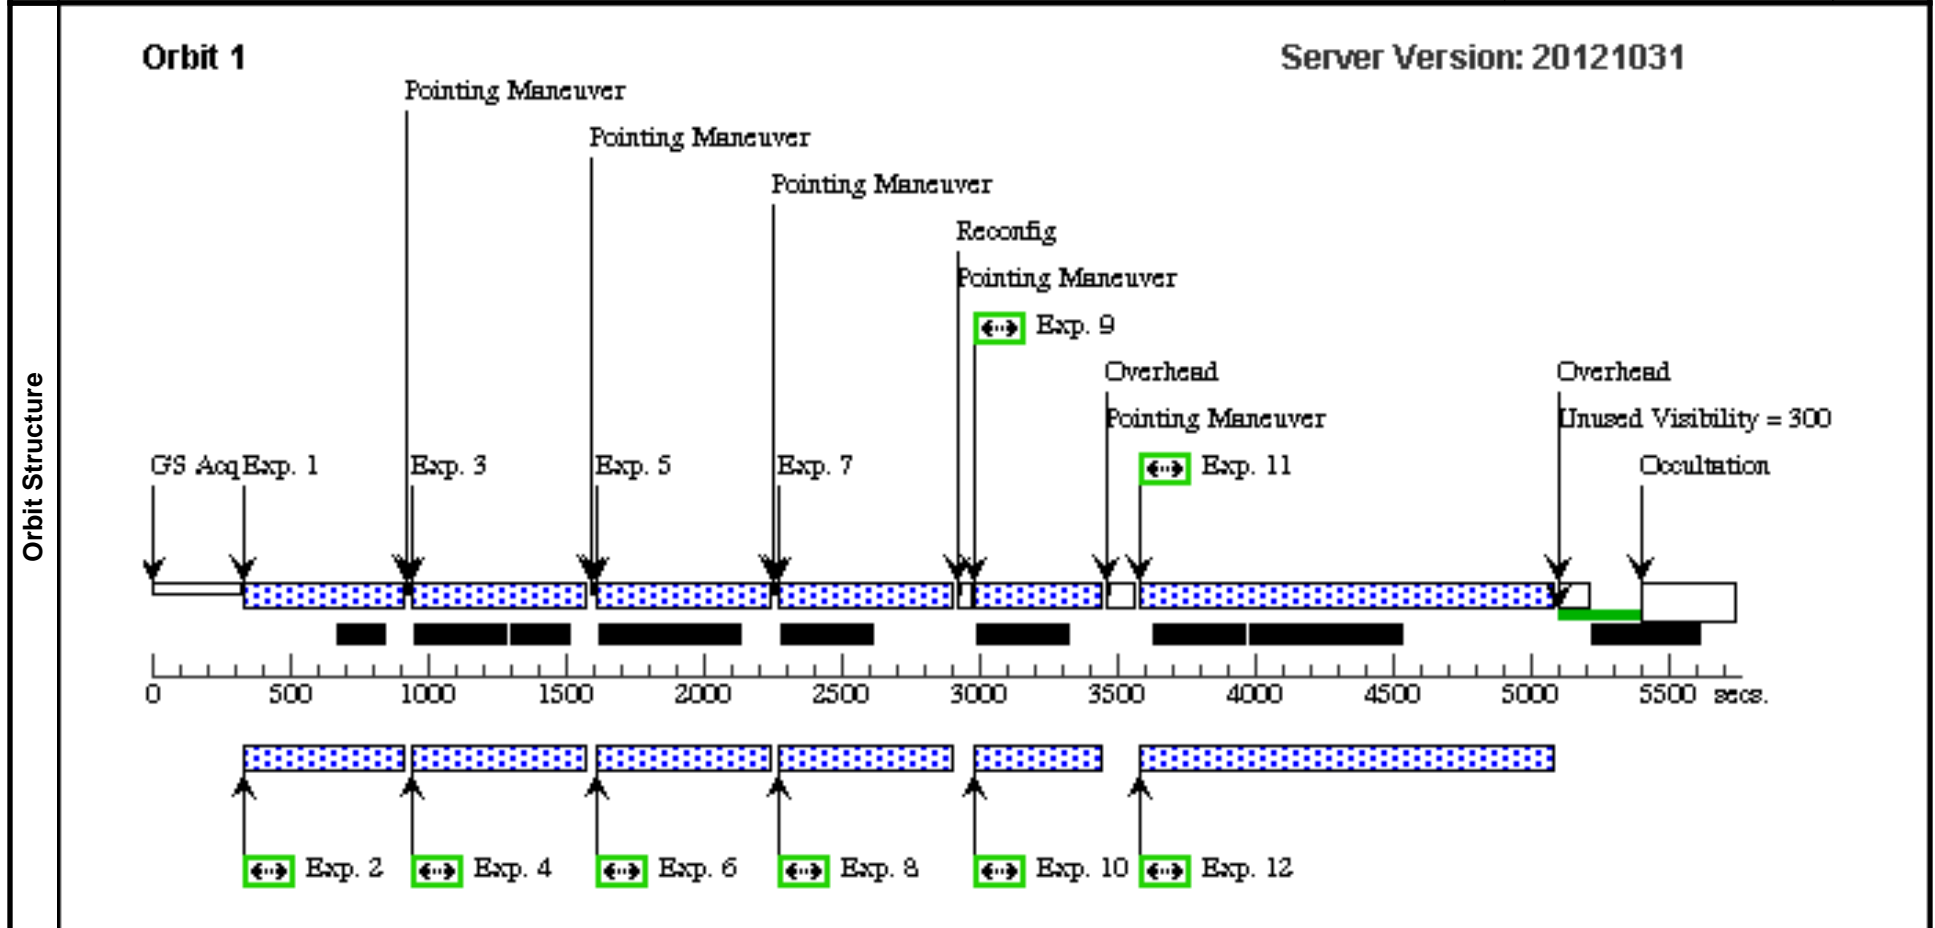 Orbit Structure
Orbit 1
Server Version: 20121031
Pointing Maneuver
Pointing Maneuver
Pointing Maneuver
Reconfig
Pointing Maneuver
Exp. 9
Overhead
Overhead
Pointing Maneuver
Unused Visibility = 300
GS Acq
Exp. 1
Exp. 3
Exp. 5
Exp. 7
Exp. 11
Occultation
0 500 1000 1500 2000 2500 3000 3500 4000 4500 5000 5500 secs.
Exp. 2
Exp. 4
Exp. 6
Exp. 8
Exp. 10
Exp. 12